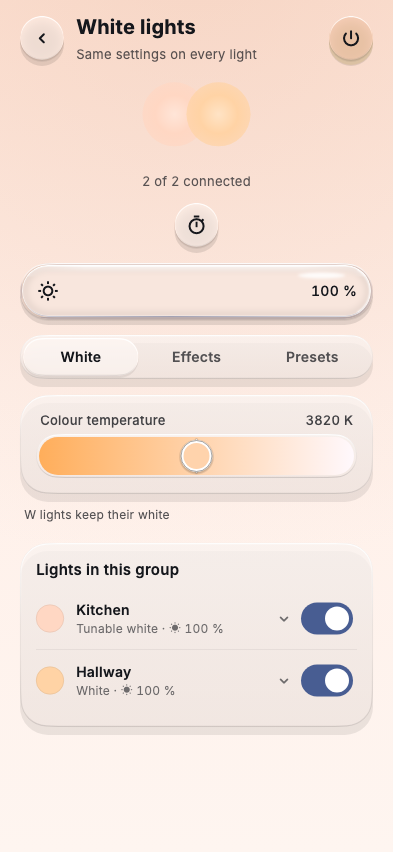 White lights
Same settings on every light
2 of 2 connected
100 %
White
Effects
Presets
Colour temperature
3820 K
W lights keep their white
Lights in this group
Kitchen
Tunable white · ☀ 100 %
Hallway
White · ☀ 100 %